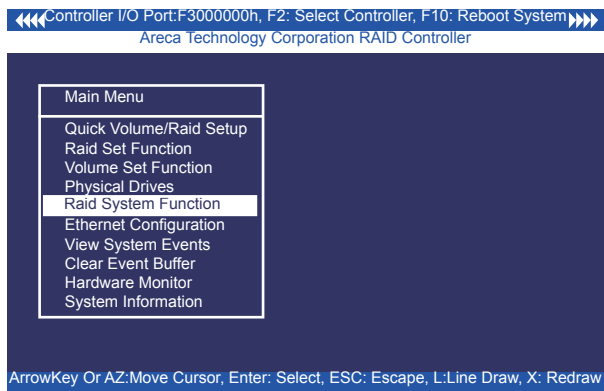 Controller I/O Port:F3000000h, F2: Select Controller, F10: Reboot System
Areca Technology Corporation RAID Controller
Main Menu
Quick Volume/Raid Setup
Raid Set Function
Volume Set Function
Physical Drives
Raid System Function
Ethernet Configuration
View System Events
Clear Event Buffer
Hardware Monitor
System Information
ArrowKey Or AZ:Move Cursor, Enter: Select, ESC: Escape, L:Line Draw, X: Redraw